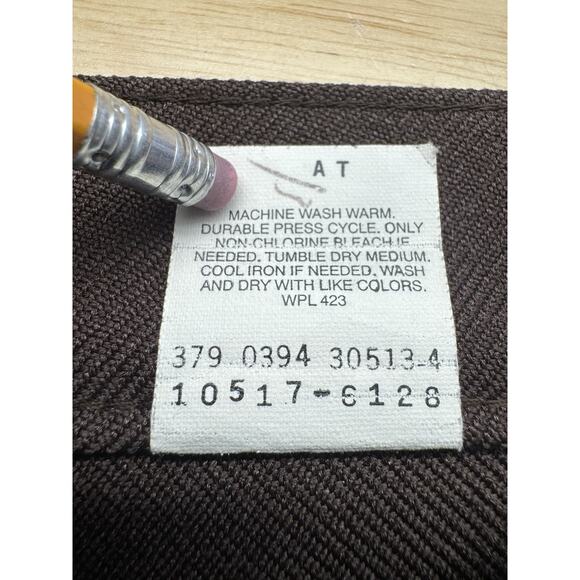 AT
MACHINE WASH WARM.
DURABLE PRESS CYCLE. ONLY
NON-CHLORINE BLEACH IF
NEEDED. TUMBLE DRY MEDIUM.
COOL IRON IF NEEDED. WASH
AND DRY WITH LIKE COLORS.
WPL 423
379 0394 30513-4
10517-6128